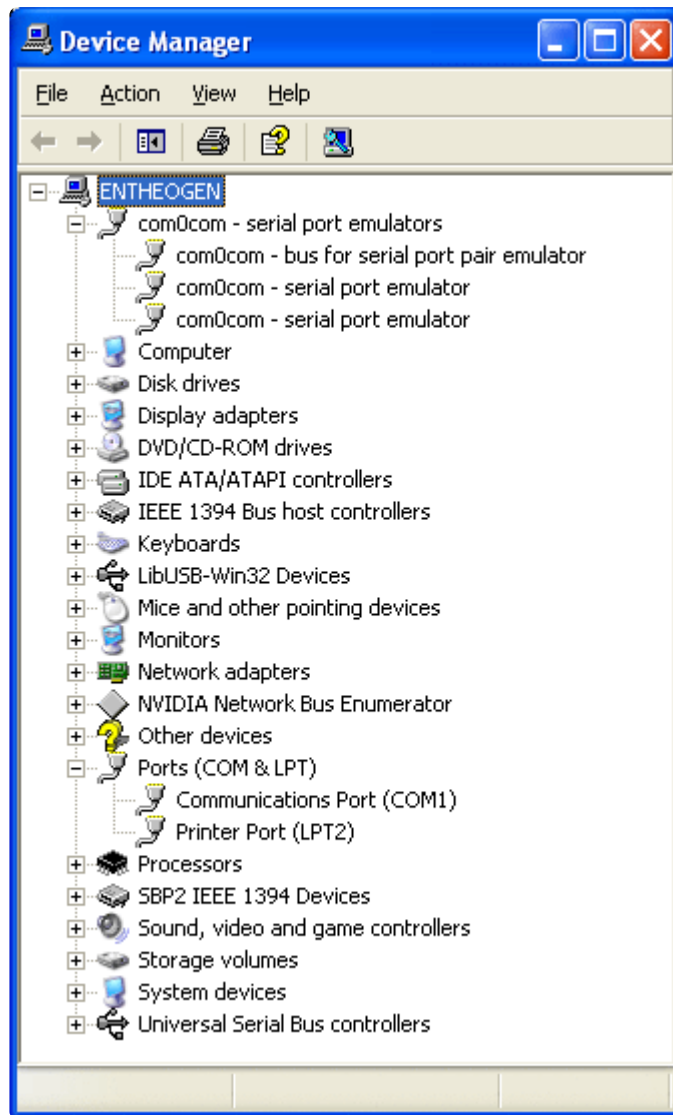 Device Manager
File Action View Help
ENTHEOGEN
com0com - serial port emulators
com0com - bus for serial port pair emulator
com0com - serial port emulator
com0com - serial port emulator
Computer
Disk drives
Display adapters
DVD/CD-ROM drives
IDE ATA/ATAPI controllers
IEEE 1394 Bus host controllers
Keyboards
LibUSB-Win32 Devices
Mice and other pointing devices
Monitors
Network adapters
NVIDIA Network Bus Enumerator
Other devices
Ports (COM & LPT)
Communications Port (COM1)
Printer Port (LPT2)
Processors
SBP2 IEEE 1394 Devices
Sound, video and game controllers
Storage volumes
System devices
Universal Serial Bus controllers